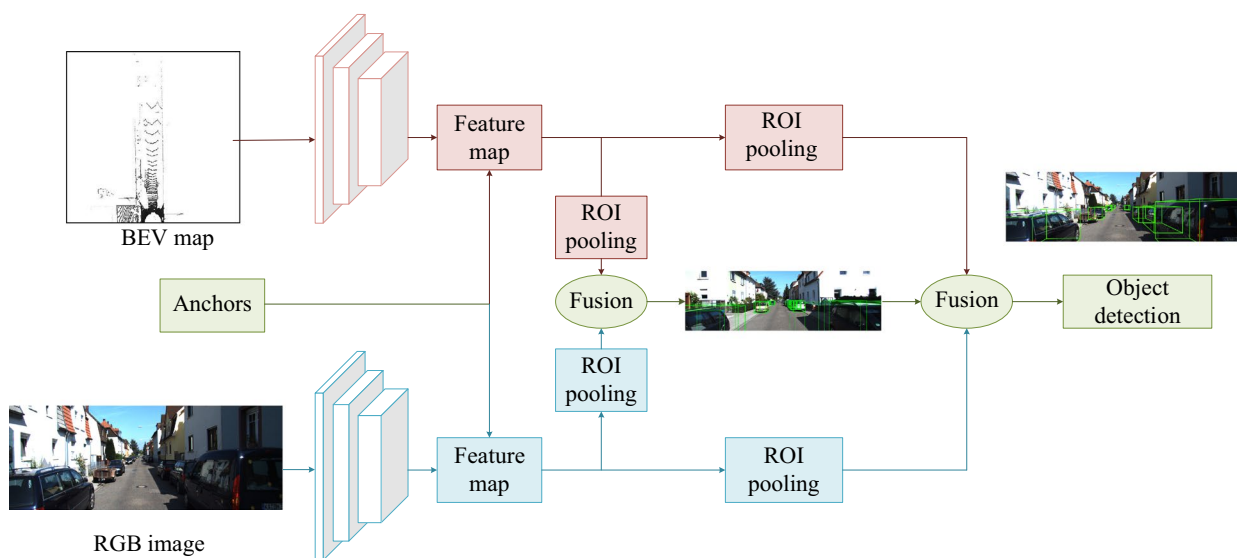 BEV map
Feature
map
ROI
pooling
ROI
pooling
Anchors
Fusion
Fusion
Object
detection
ROI
pooling
RGB image
Feature
map
ROI
pooling